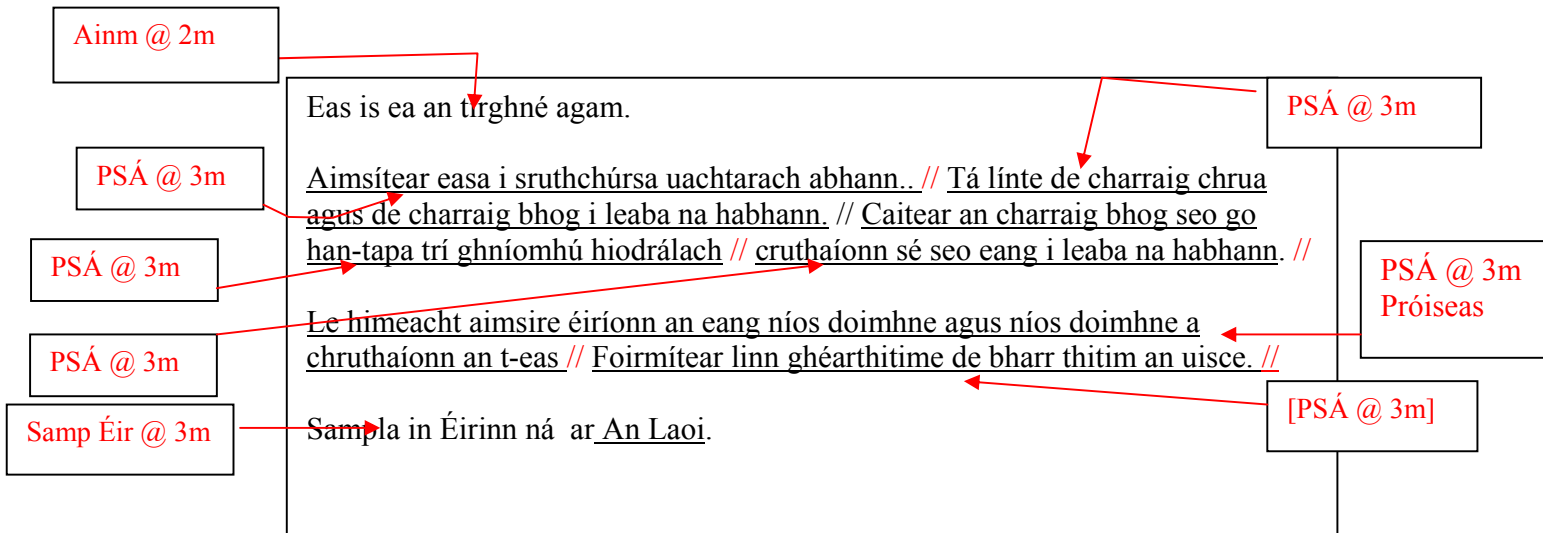 Ainm @ 2m
Eas is ea an tírghné agam.
PSÁ @ 3m
PSÁ @ 3m
Aimsítear easa i sruthchúrsa uachtarach abhann.. // Tá línte de charraig chrua
agus de charraig bhog i leaba na habhann. // Caitear an charraig bhog seo go
han-tapa trí ghníomhú hiodrálach // cruthaíonn sé seo eang i leaba na habhann. //
PSÁ @ 3m
PSÁ @ 3m
Próiseas
Le himeacht aimsire éiríonn an eang níos doimhne agus níos doimhne a
chruthaíonn an t-eas // Foirmítear linn ghéarthitime de bharr thitim an uisce. //
PSÁ @ 3m
[PSÁ @ 3m]
Samp Éir @ 3m
Sampla in Éirinn ná ar An Laoi.